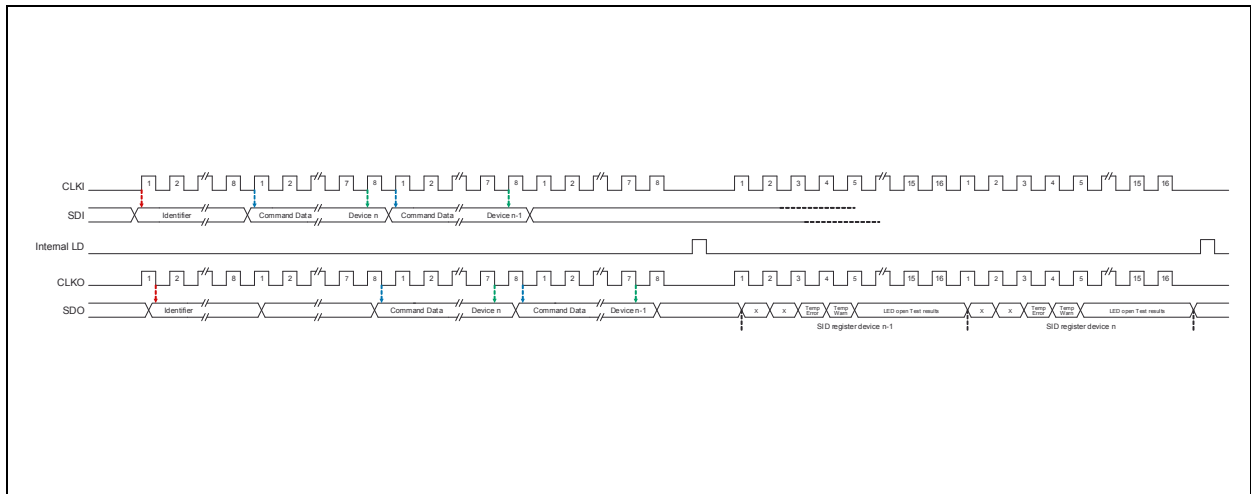 CLKI 1 2 8 1 2 7 8 1 2 7 8 1 2 7 8 1 2 3 4 5 15 16 1 2 3 4 5 15 16
SDI Identifier Command Data Device n Command Data Device n-1
Internal LD
CLKO 1 2 8 1 2 7 8 1 2 7 8 1 2 7 8 1 2 3 4 5 15 16 1 2 3 4 5 15 16
SDO Identifier Command Data Device n Command Data Device n-1 X X Temp Error Temp Warn LED open Test results X X Temp Error Temp Warn LED open Test results
SID register device n-1 SID register device n